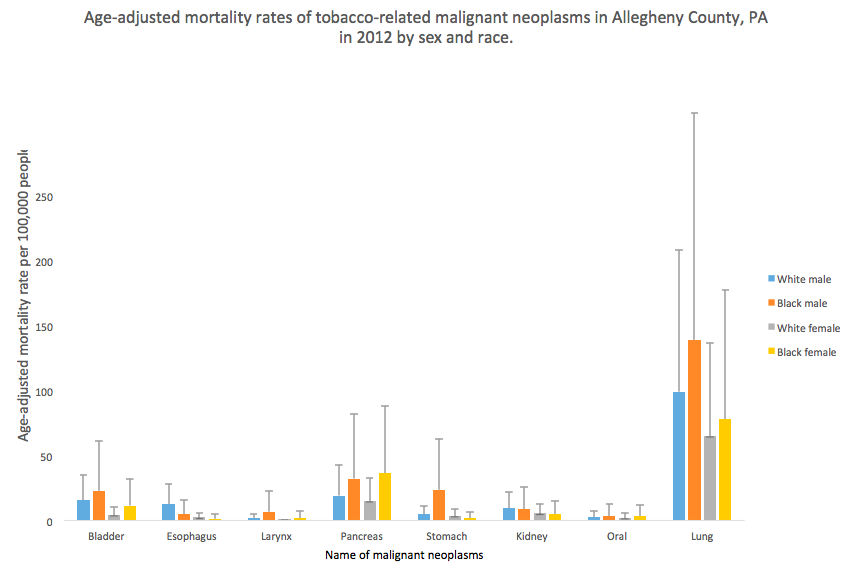 Age-adjusted mortality rates of tobacco-related malignant neoplasms in Allegheny County, PA
in 2012 by sex and race.
Age-adjusted mortality rate per 100,000 people
250
200
150
100
50
0
White male
Black male
White female
Black female
Bladder Esophagus Larynx Pancreas Stomach Kidney Oral Lung
Name of malignant neoplasms